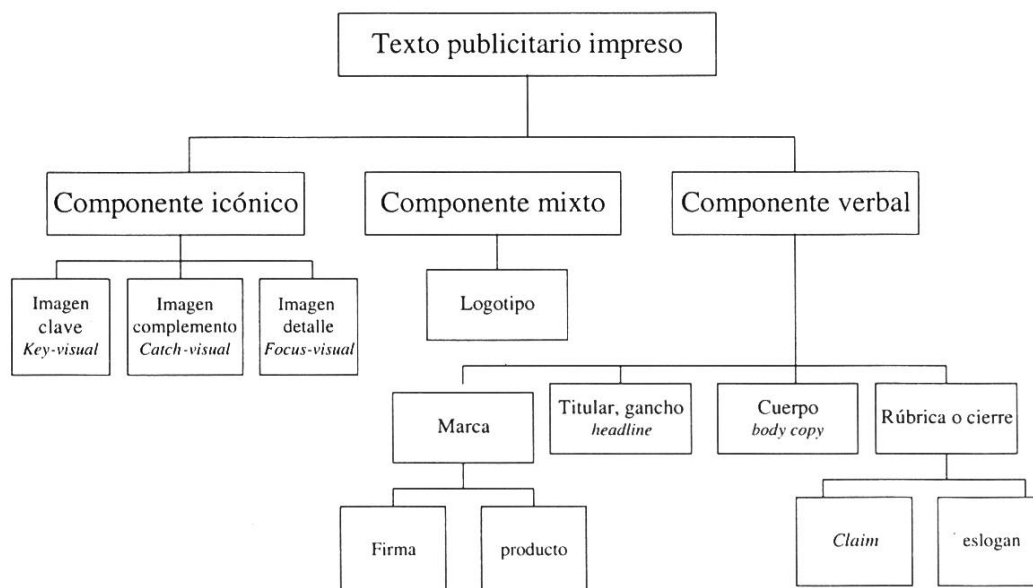 Texto publicitario impreso
Componente icónico
Componente mixto
Componente verbal
Imagen
clave
Key-visual
Imagen
complemento
Catch-visual
Imagen
detalle
Focus-visual
Logotipo
Marca
Titular, gancho
headline
Cuerpo
body copy
Rúbrica o cierre
Firma
producto
Claim
eslogan